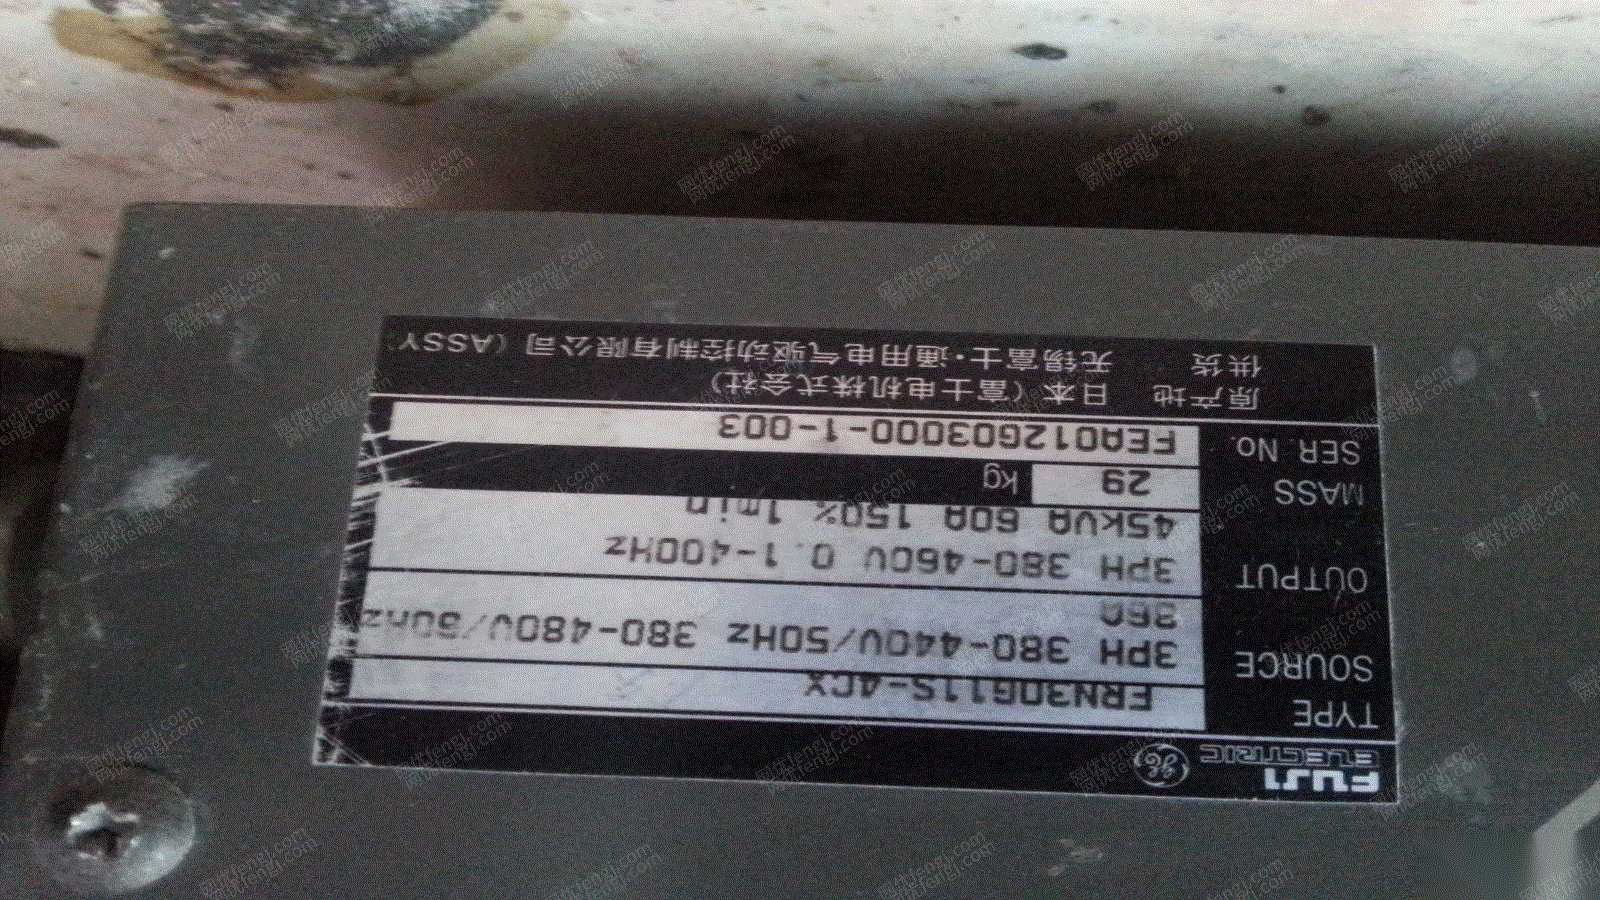 FUJI
ELECTRIC
TYPE ERN30G11S-4CX
SOURCE 3PH 380-440V/50Hz 380-480V/60Hz
36A
OUTPUT 3PH 380-460V 0.1-400Hz
45kVA 60A 150% 1min
MASS 29 kg
SER. No. FEA012G03000-1-003
原产地 日本（富士电机株式会社）
供货 无锡富士·通用电气驱动控制有限公司（ASSY